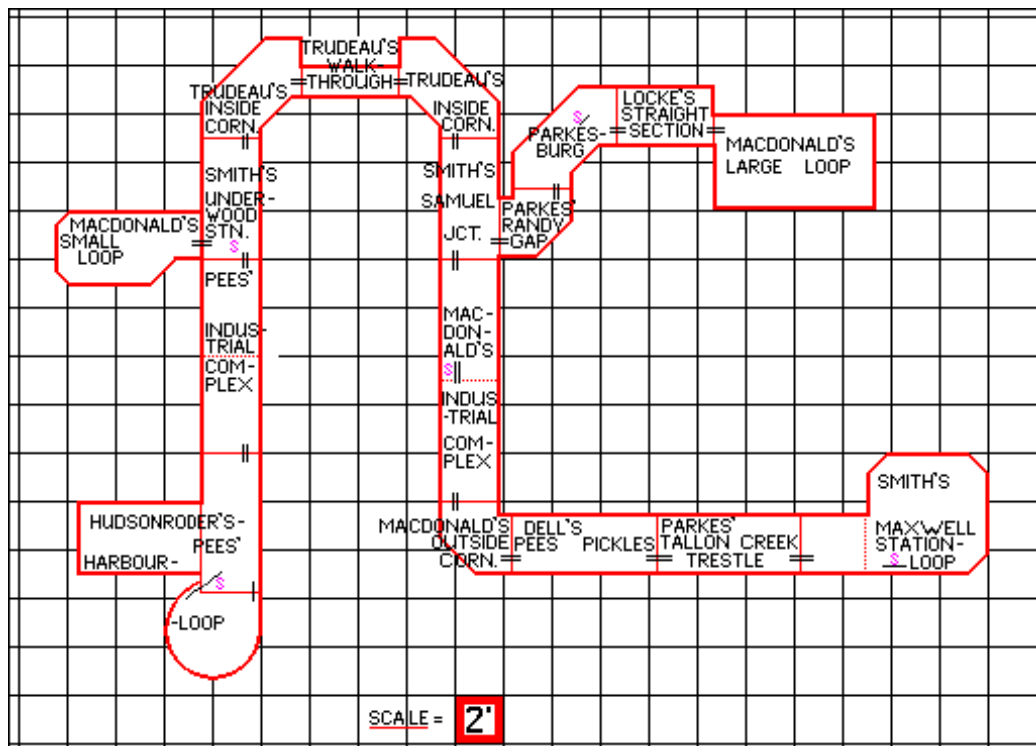 TRUDEAU'S
WALK-
THROUGH
TRUDEAU'S
INSIDE
CORN.
TRUDEAU'S
INSIDE
CORN.
SMITH'S
UNDER-
WOOD
STN.
S
MACDONALD'S
SMALL
LOOP
PEES'
INDUS-
TRIAL
COM-
PLEX
HUDSONRODER'S-
PEES'
HARBOUR-
S
-LOOP
SMITH'S
SAMUEL
JCT.
PARKES'
RANDY
GAP
S
PARKES-
BURG
LOCKE'S
STRAIGHT
SECTION
MACDONALD'S
LARGE LOOP
MAC-
DON-
ALD'S
S
INDUS
-TRIAL
COM-
PLEX
MACDONALD'S
OUTSIDE
CORN.
DELL'S
PEES PICKLES
PARKES'
TALLON CREEK
TRESTLE
SMITH'S
MAXWELL
STATION-
S
LOOP
SCALE = 2'